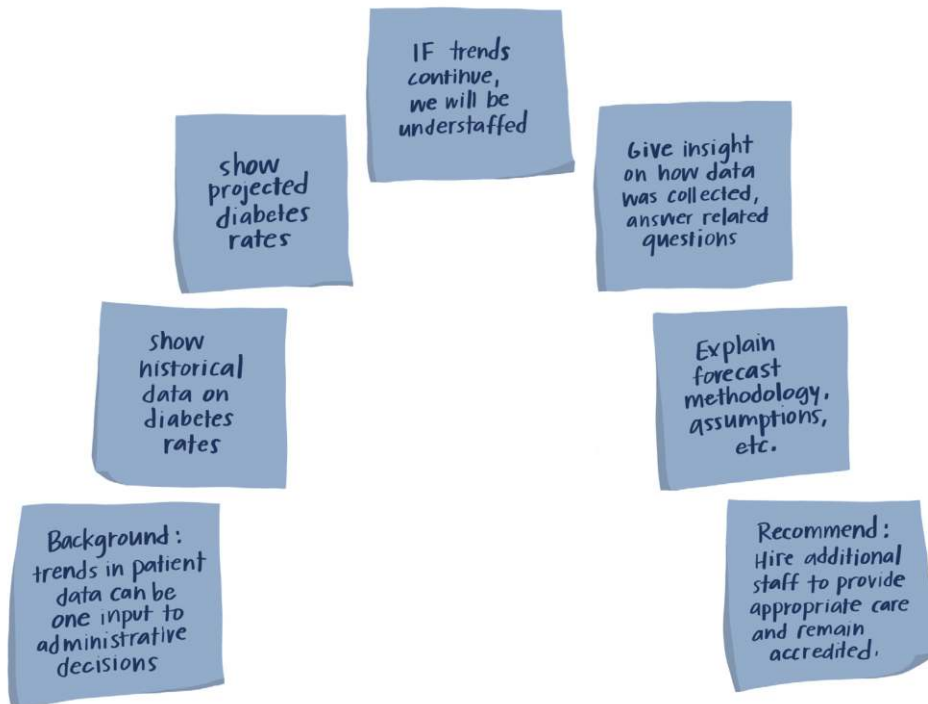 Background:
trends in patient
data can be
one input to
administrative
decisions
show
historical
data on
diabetes
rates
show
projected
diabetes
rates
IF trends
continue,
we will be
understaffed
Give insight
on how data
was collected,
answer related
questions
Explain
forecast
methodology,
assumptions,
etc.
Recommend:
Hire additional
staff to provide
appropriate care
and remain
accredited.